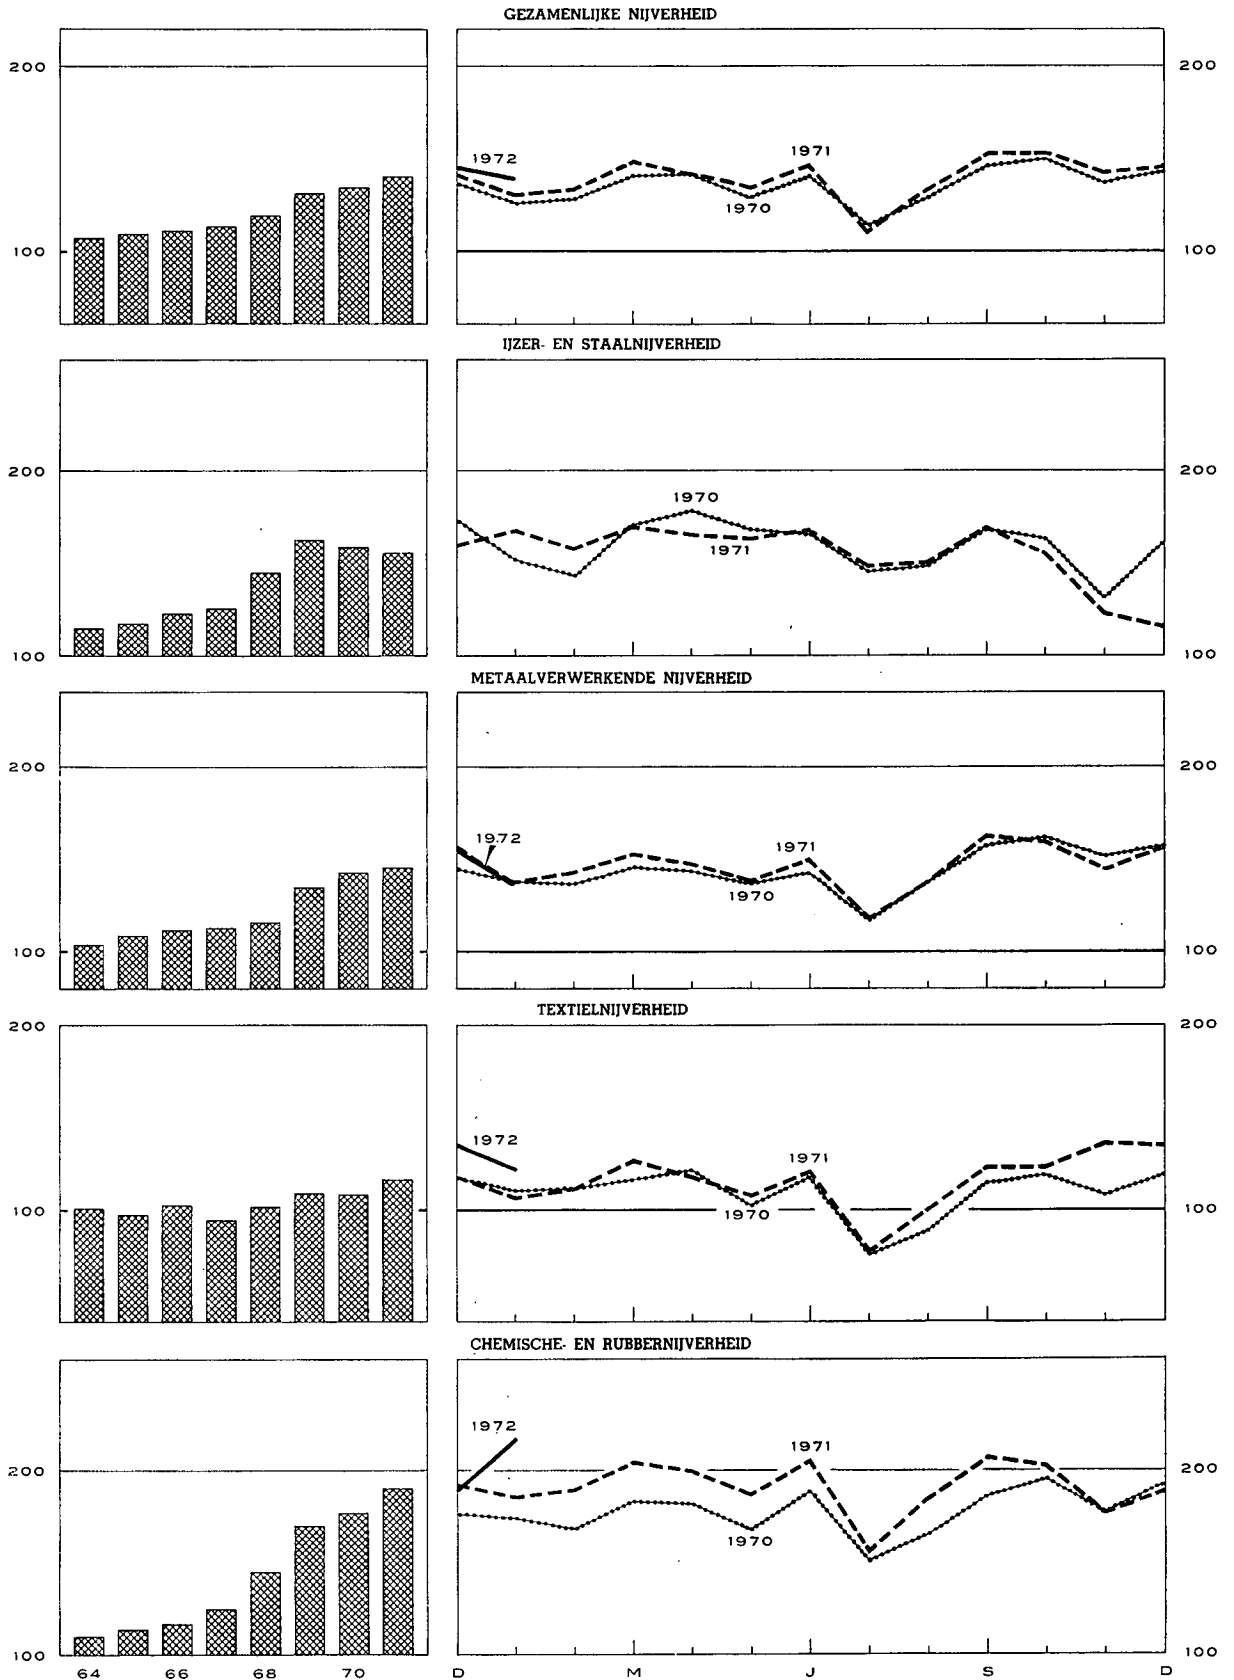 GEZAMENLIJKE NIJVERHEID
200 200
1972 1971
1970
100 100
IJZER- EN STAALNIJVERHEID
200 200
1970
1971
100 100
METAALVERWERKENDE NIJVERHEID
200 200
1972 1971
1970
100 100
TEXTIELNIJVERHEID
200 200
1972 1971
100 1970 100
CHEMISCHE- EN RUBBERNIJVERHEID
1972 1971
200 200
1970
100 100
64 66 68 70 D M J S D